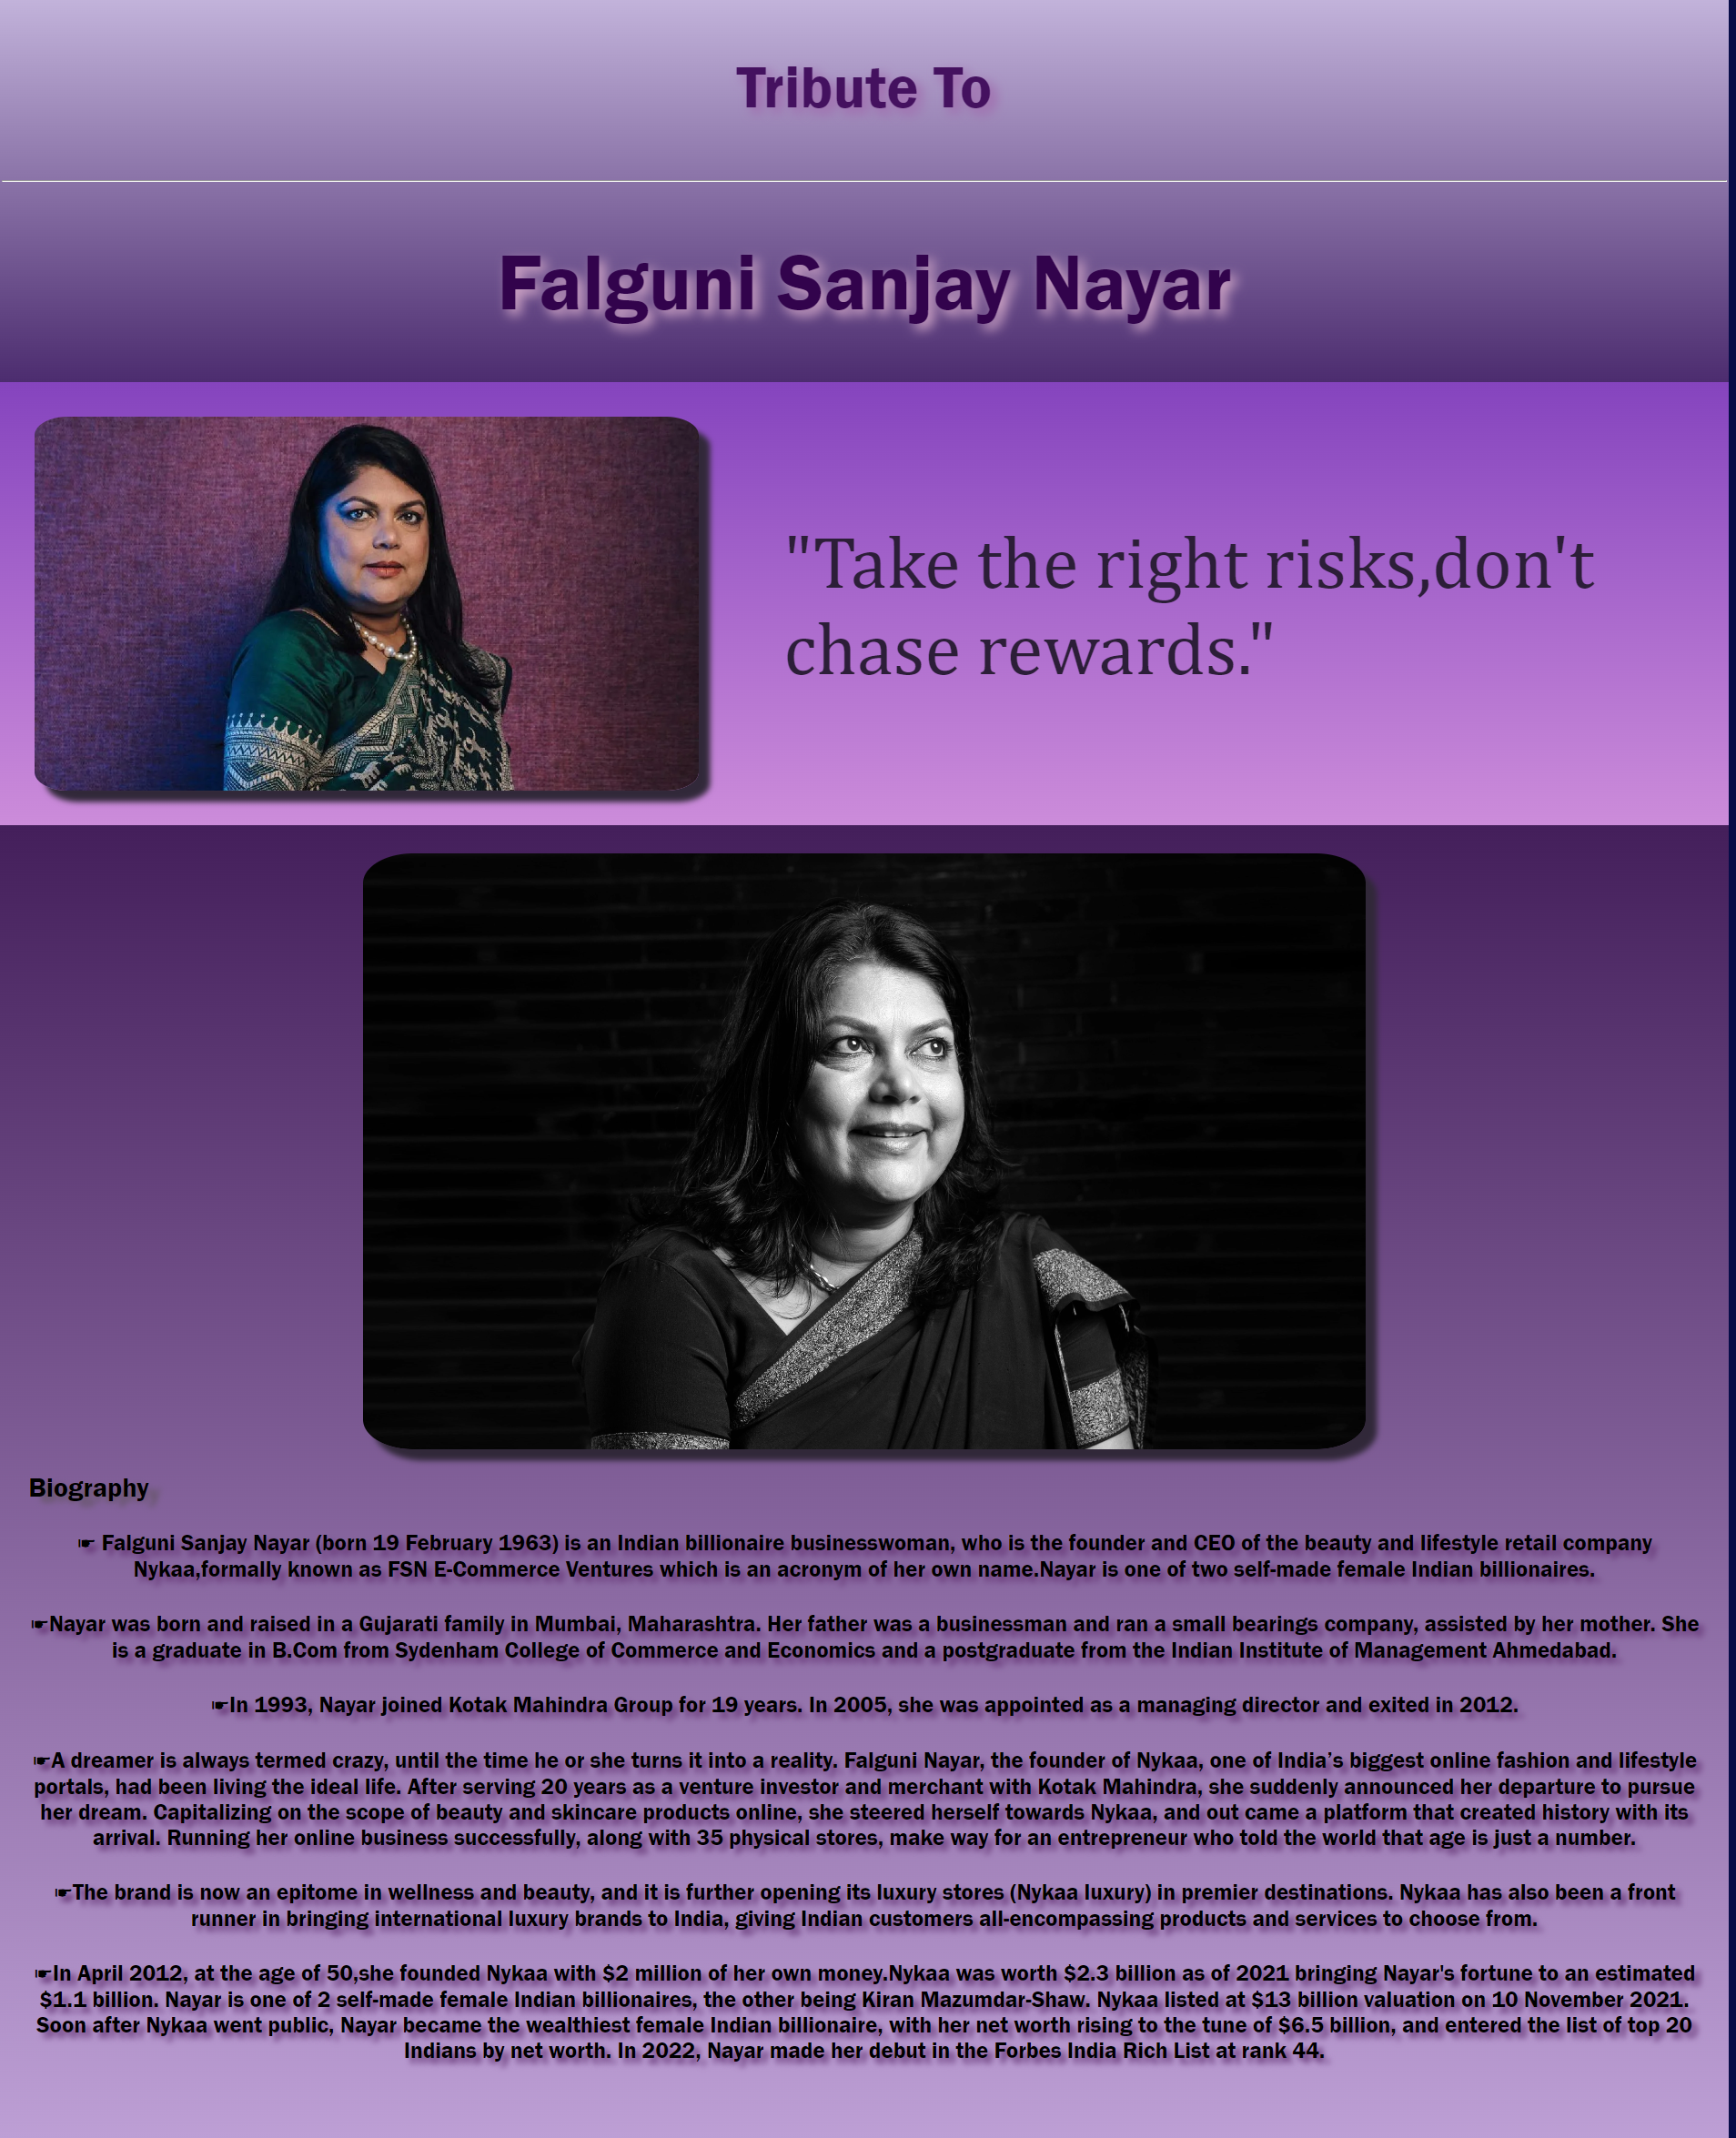 Tribute To
Falguni Sanjay Nayar
"Take the right risks,don't
chase rewards."
Biography
☛ Falguni Sanjay Nayar (born 19 February 1963) is an Indian billionaire businesswoman, who is the founder and CEO of the beauty and lifestyle retail company
Nykaa,formally known as FSN E-Commerce Ventures which is an acronym of her own name.Nayar is one of two self-made female Indian billionaires.
☛Nayar was born and raised in a Gujarati family in Mumbai, Maharashtra. Her father was a businessman and ran a small bearings company, assisted by her mother. She
is a graduate in B.Com from Sydenham College of Commerce and Economics and a postgraduate from the Indian Institute of Management Ahmedabad.
☛In 1993, Nayar joined Kotak Mahindra Group for 19 years. In 2005, she was appointed as a managing director and exited in 2012.
☛A dreamer is always termed crazy, until the time he or she turns it into a reality. Falguni Nayar, the founder of Nykaa, one of India’s biggest online fashion and lifestyle
portals, had been living the ideal life. After serving 20 years as a venture investor and merchant with Kotak Mahindra, she suddenly announced her departure to pursue
her dream. Capitalizing on the scope of beauty and skincare products online, she steered herself towards Nykaa, and out came a platform that created history with its
arrival. Running her online business successfully, along with 35 physical stores, make way for an entrepreneur who told the world that age is just a number.
☛The brand is now an epitome in wellness and beauty, and it is further opening its luxury stores (Nykaa luxury) in premier destinations. Nykaa has also been a front
runner in bringing international luxury brands to India, giving Indian customers all-encompassing products and services to choose from.
☛In April 2012, at the age of 50,she founded Nykaa with $2 million of her own money.Nykaa was worth $2.3 billion as of 2021 bringing Nayar's fortune to an estimated
$1.1 billion. Nayar is one of 2 self-made female Indian billionaires, the other being Kiran Mazumdar-Shaw. Nykaa listed at $13 billion valuation on 10 November 2021.
Soon after Nykaa went public, Nayar became the wealthiest female Indian billionaire, with her net worth rising to the tune of $6.5 billion, and entered the list of top 20
Indians by net worth. In 2022, Nayar made her debut in the Forbes India Rich List at rank 44.